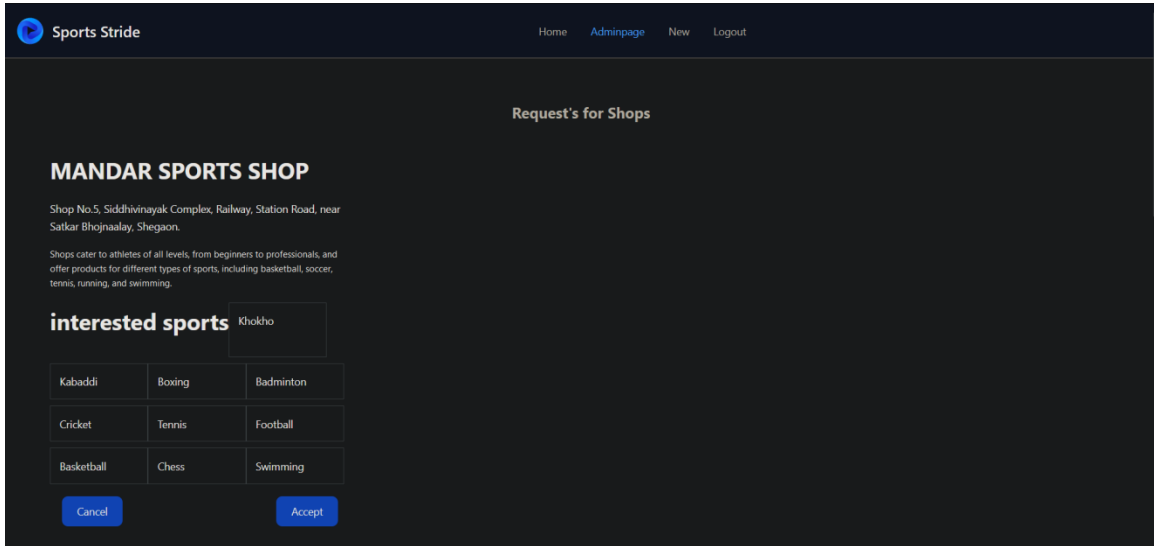 Sports Stride
Home Adminpage New Logout
Request's for Shops
MANDAR SPORTS SHOP
Shop No.5, Siddhivinayak Complex, Railway, Station Road, near
Satkar Bhojnaalay, Shegaon.
Shops cater to athletes of all levels, from beginners to professionals, and
offer products for different types of sports, including basketball, soccer,
tennis, running, and swimming.
interested sports Khokho
Kabaddi Boxing Badminton
Cricket Tennis Football
Basketball Chess Swimming
Cancel Accept